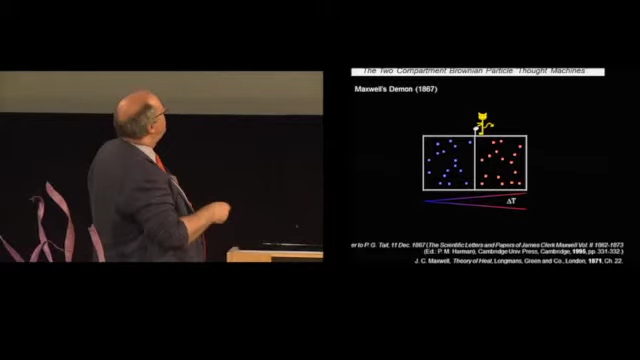 The Two Compartment Brownian Particle Thought Machines
Maxwell's Demon (1867)
ΔT
er to P. G. Tait, 11 Dec. 1867 (The Scientific Letters and Papers of James Clerk Maxwell Vol. II 1862-1873
(Ed.: P. M. Harman), Cambridge Univ. Press, Cambridge, 1995, pp. 331-332.
J. C. Maxwell, Theory of Heat, Longmans, Green and Co., London, 1871, Ch. 22.